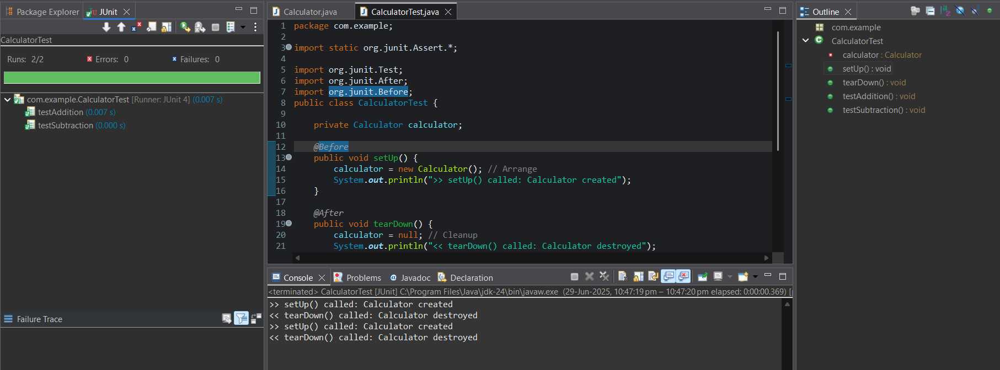 Package Explorer
JUnit
CalculatorTest
Runs: 2/2
Errors: 0
Failures: 0
com.example.CalculatorTest [Runner: JUnit 4] (0.007 s)
testAddition (0.007 s)
testSubtraction (0.000 s)
Failure Trace
Calculator.java
CalculatorTest.java
1 package com.example;
2
3 import static org.junit.Assert.*;
4
5 import org.junit.Test;
6 import org.junit.After;
7 import org.junit.Before;
8 public class CalculatorTest {
9
10 private Calculator calculator;
11
12 @Before
13 public void setUp() {
14 calculator = new Calculator(); // Arrange
15 System.out.println(">> setUp() called: Calculator created");
16 }
17
18 @After
19 public void tearDown() {
20 calculator = null; // Cleanup
21 System.out.println("<< tearDown() called: Calculator destroyed");
Console
Problems
Javadoc
Declaration
<terminated> CalculatorTest [JUnit] C:\Program Files\Java\jdk-24\bin\javaw.exe (29-Jun-2025, 10:47:19 pm – 10:47:20 pm elapsed: 0:00:00.369) [
>> setUp() called: Calculator created
<< tearDown() called: Calculator destroyed
>> setUp() called: Calculator created
<< tearDown() called: Calculator destroyed
Outline
com.example
CalculatorTest
calculator : Calculator
setUp() : void
tearDown() : void
testAddition() : void
testSubtraction() : void